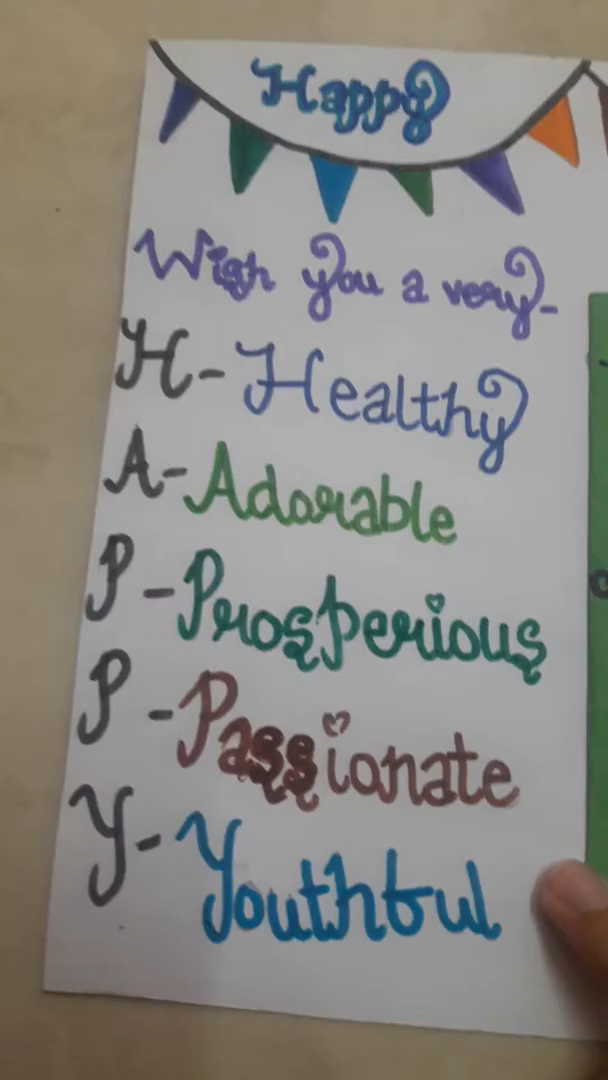 Happy
Wish you a very-
H-Healthy
A-Adorable
P-Prosperious
P-Passionate
Y-Youthful